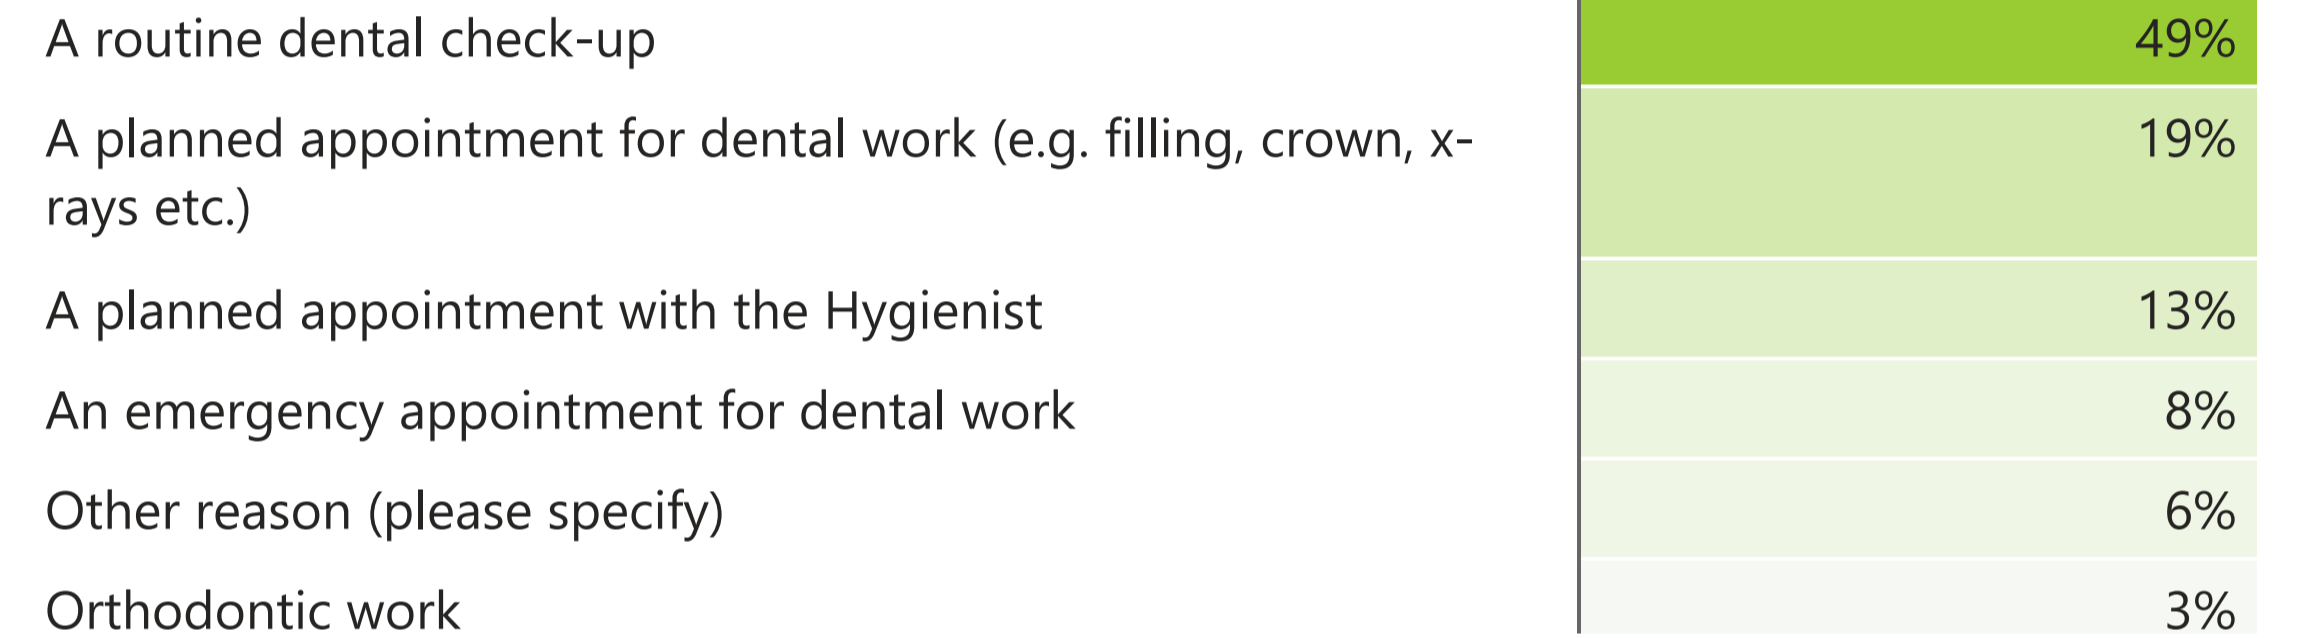 A routine dental check-up 49%
A planned appointment for dental work (e.g. filling, crown, x- 19%
rays etc.)
A planned appointment with the Hygienist 13%
An emergency appointment for dental work 8%
Other reason (please specify) 6%
Orthodontic work 3%